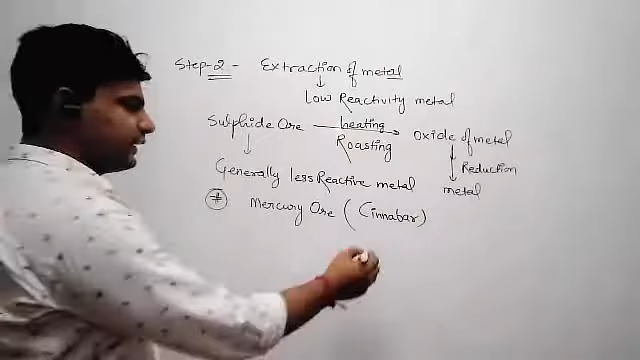 Step-2 - Extraction of metal
↓
Low Reactivity metal
Sulphide Ore heating → Oxide of metal
Roasting
↓ ↓ Reduction
Generally less Reactive metal metal
* Mercury Ore (Cinnabar)